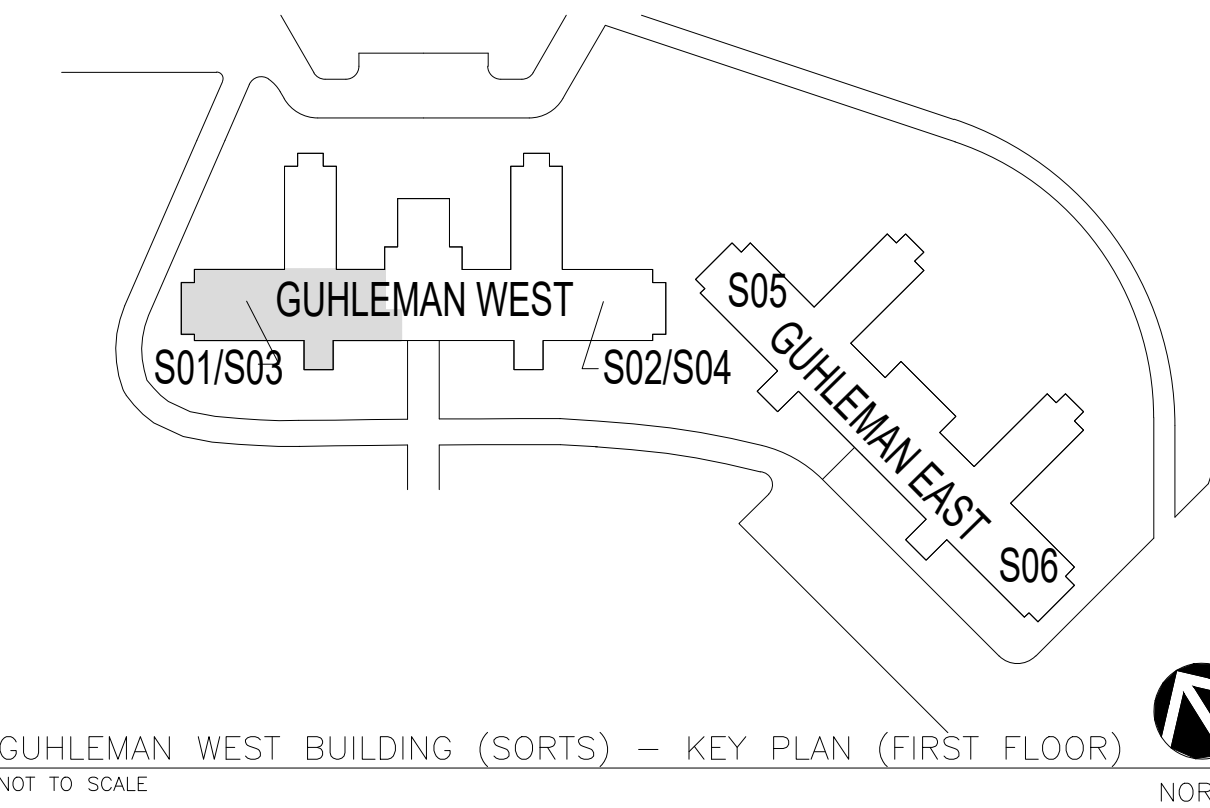 GUHLEMAN WEST
S01/S03
S02/S04
S05
GUHLEMAN EAST
S06
GUHLEMAN WEST BUILDING (SORTS) – KEY PLAN (FIRST FLOOR)
NOT TO SCALE
NOR